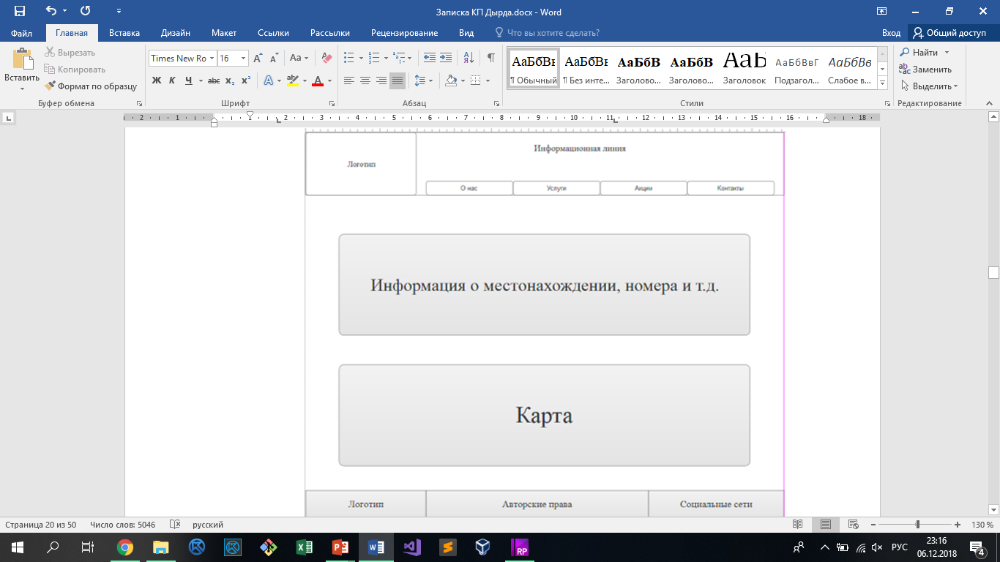 Записка КП Дырда.docx - Word
Файл
Главная
Вставка
Дизайн
Макет
Ссылки
Рассылки
Рецензирование
Вид
Что вы хотите сделать?
Вход
Общий доступ
Вставить
Вырезать
Копировать
Формат по образцу
Буфер обмена
Times New Ro
16
Aa
Ж К Ч abc x₂ x²
Шрифт
Абзац
АаБбВı АаБбВı АаБбВ АаБбВ АаБ АаБбВвГ АаБбВв
¶ Обычный
¶ Без инте...
Заголово...
Заголово...
Заголовок
Подзагол...
Слабое в...
Стили
Найти
Заменить
Выделить
Редактирование
2 1 1 2 3 4 5 6 7 8 9 10 11 12 13 14 15 16 18
Логотип
Информационная линия
О нас
Услуги
Акции
Контакты
Информация о местонахождении, номера и т.д.
Карта
Логотип
Авторские права
Социальные сети
Страница 20 из 50
Число слов: 5046
русский
130 %
РУС
23:16
06.12.2018
4